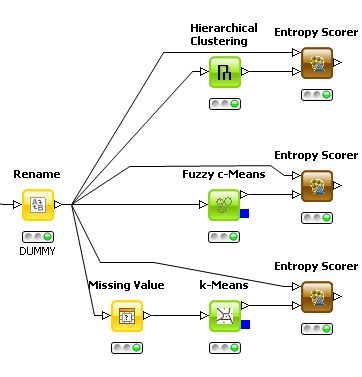 Hierarchical
Clustering
Entropy Scorer
Rename
Fuzzy c-Means
Entropy Scorer
DUMMY
Missing Value
k-Means
Entropy Scorer